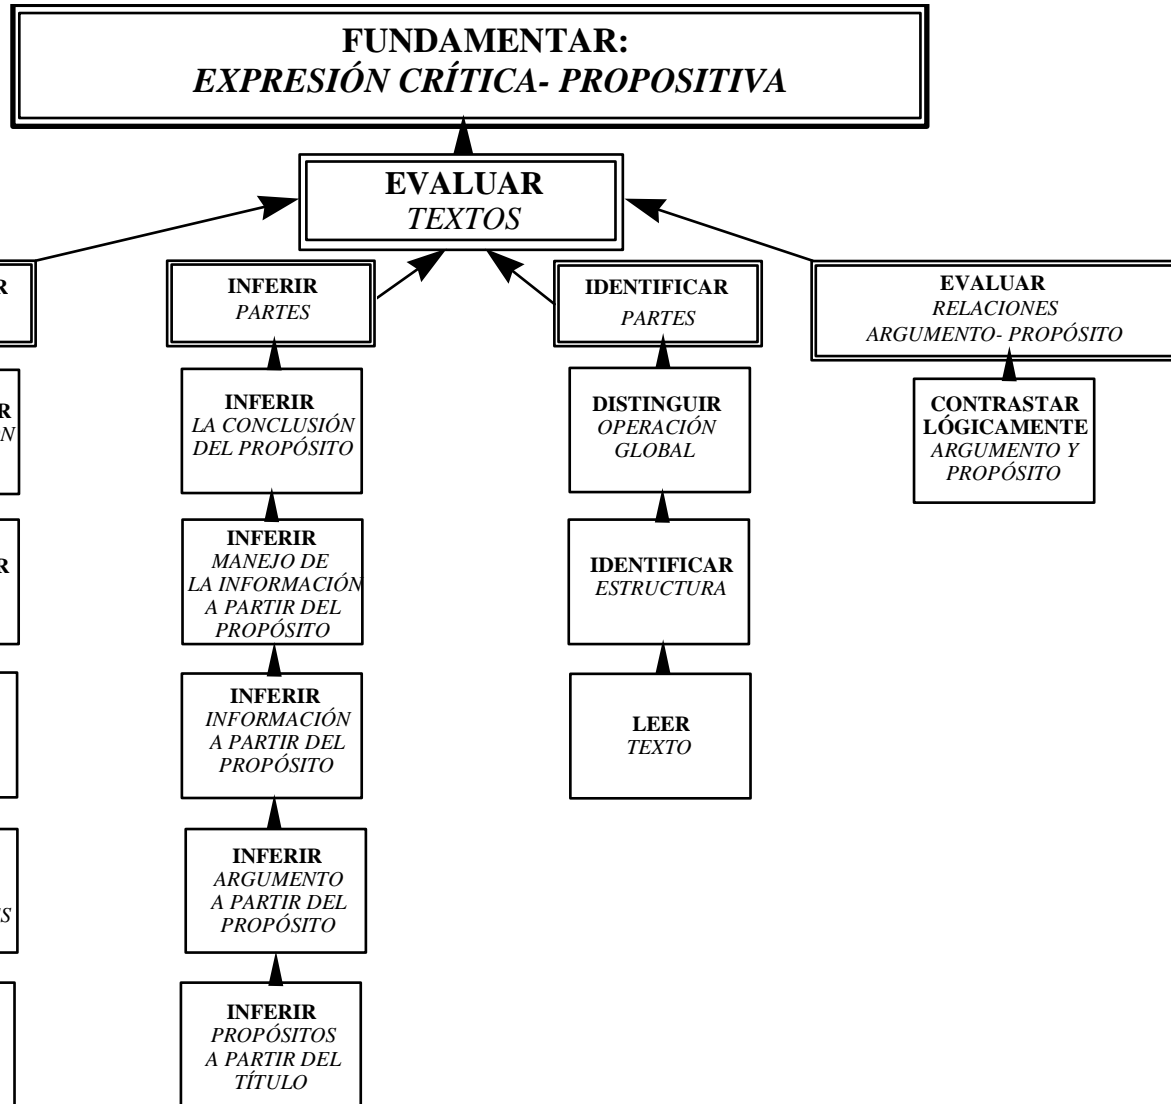 FUNDAMENTAR:
EXPRESIÓN CRÍTICA- PROPOSITIVA
EVALUAR
TEXTOS
INFERIR
PARTES
IDENTIFICAR
PARTES
EVALUAR
RELACIONES
ARGUMENTO- PROPÓSITO
INFERIR
LA CONCLUSIÓN
DEL PROPÓSITO
DISTINGUIR
OPERACIÓN
GLOBAL
CONTRASTAR
LÓGICAMENTE
ARGUMENTO Y
PROPÓSITO
INFERIR
MANEJO DE
LA INFORMACIÓN
A PARTIR DEL
PROPÓSITO
IDENTIFICAR
ESTRUCTURA
INFERIR
INFORMACIÓN
A PARTIR DEL
PROPÓSITO
LEER
TEXTO
INFERIR
ARGUMENTO
A PARTIR DEL
PROPÓSITO
INFERIR
PROPÓSITOS
A PARTIR DEL
TÍTULO